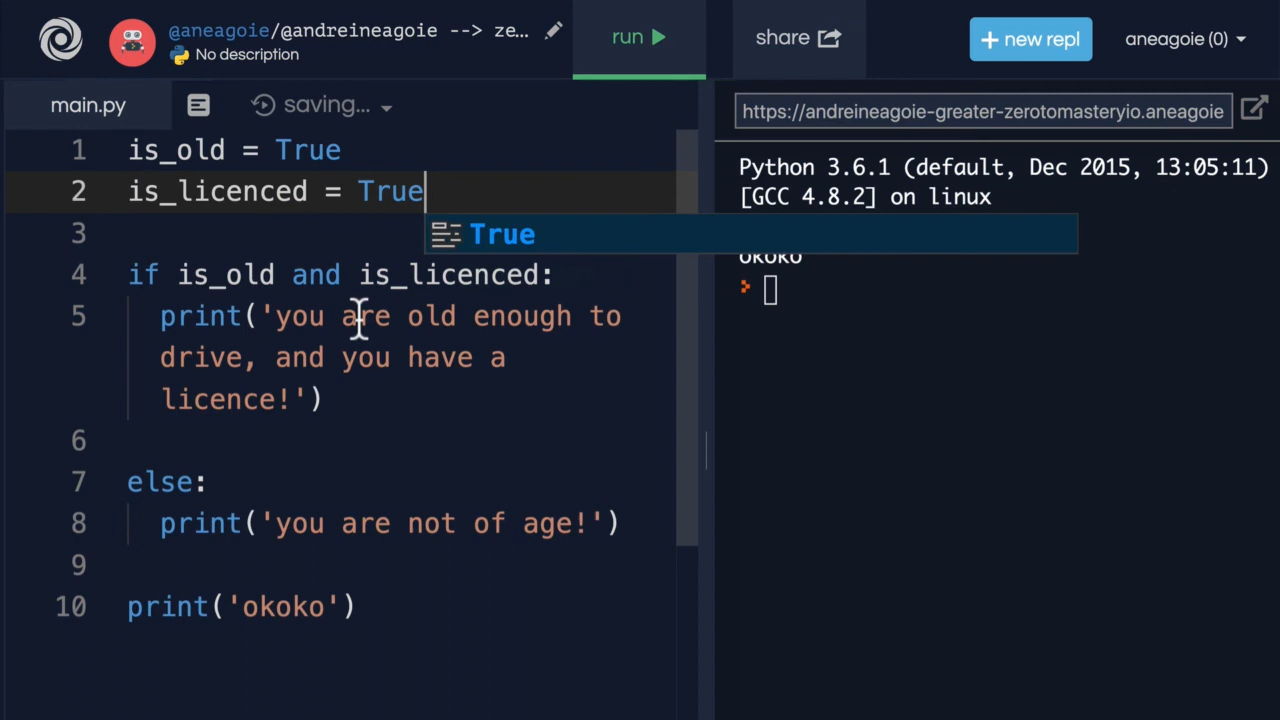 @aneagoie/@andreineagoie --> ze...
No description
run
share
+ new repl
aneagoie (0)
main.py
saving...
https://andreineagoie-greater-zerotomasteryio.aneagoie
1 is_old = True
2 is_licenced = True
3
True
4 if is_old and is_licenced:
5 print('you are old enough to
drive, and you have a
licence!')
6
7 else:
8 print('you are not of age!')
9
10 print('okoko')
Python 3.6.1 (default, Dec 2015, 13:05:11)
[GCC 4.8.2] on linux
okoko